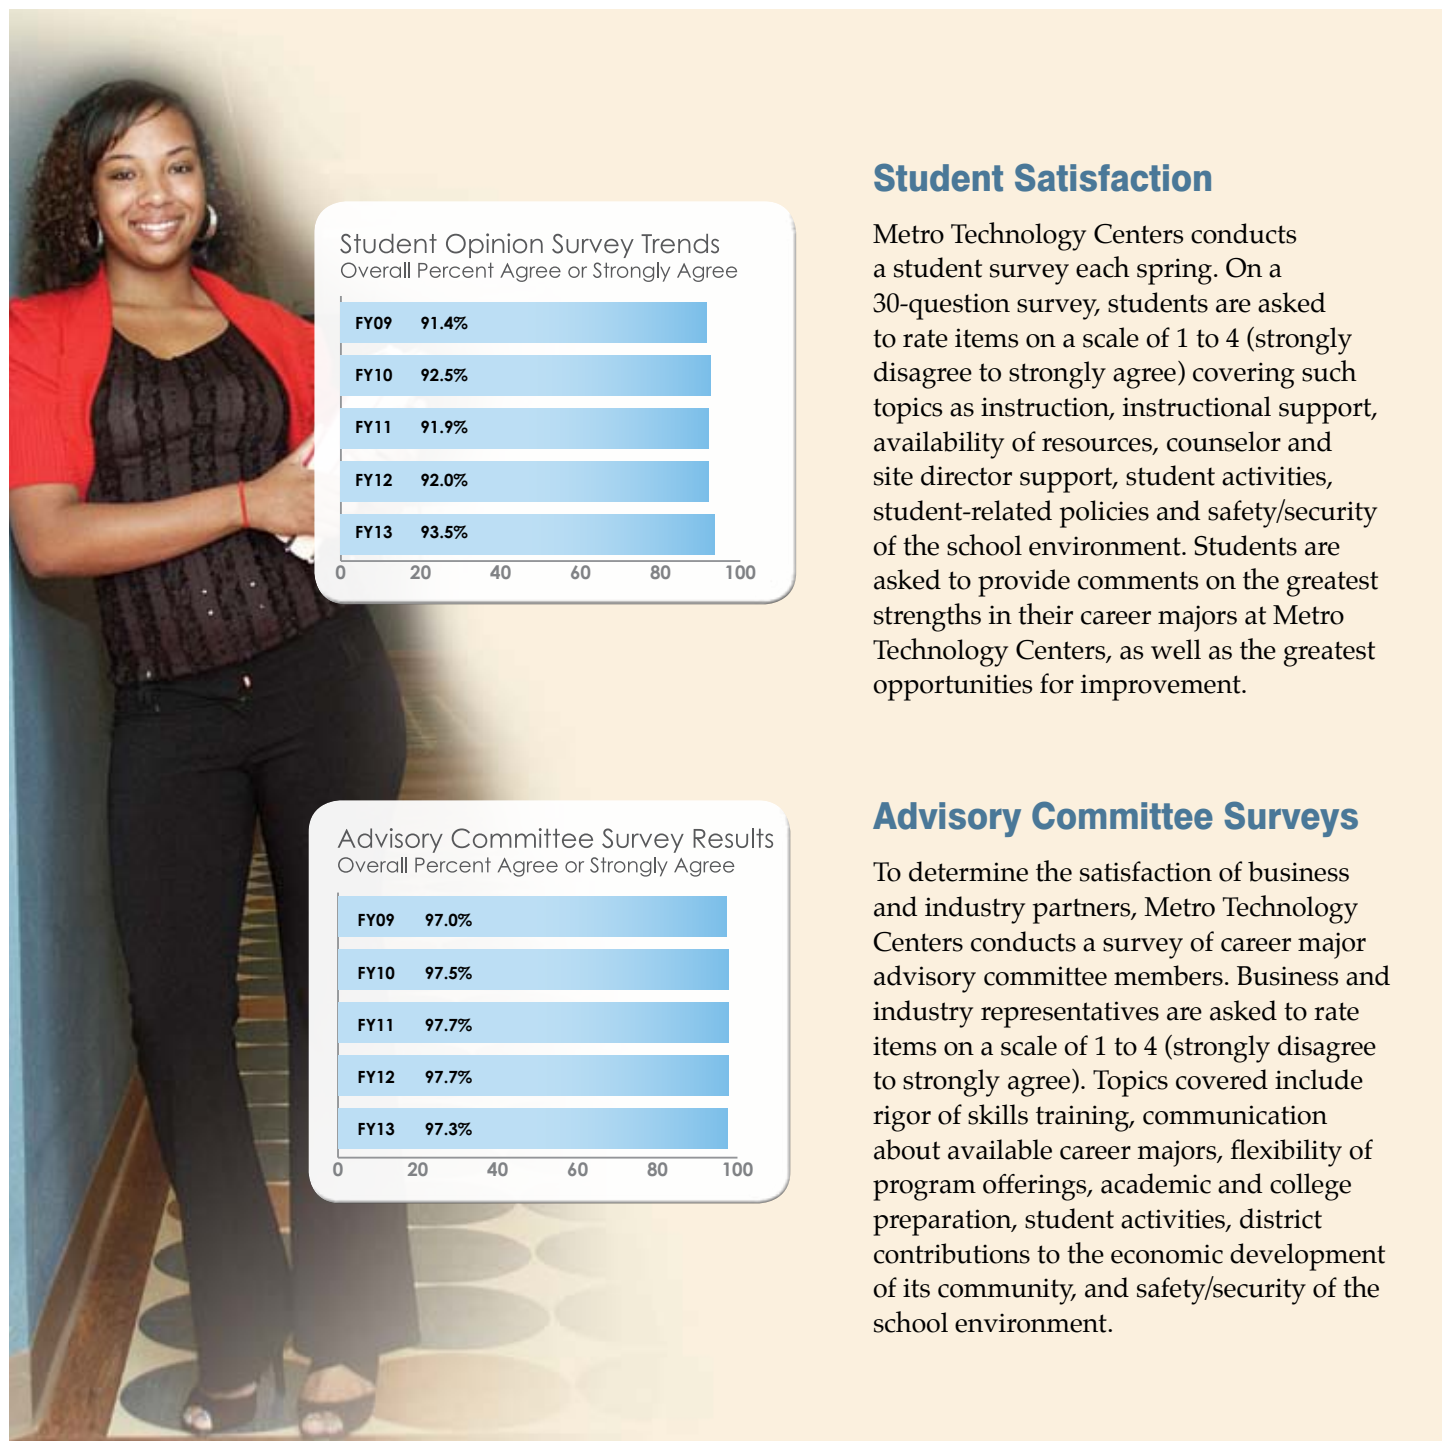 Student Satisfaction
Metro Technology Centers conducts
a student survey each spring. On a
30-question survey, students are asked
to rate items on a scale of 1 to 4 (strongly
disagree to strongly agree) covering such
topics as instruction, instructional support,
availability of resources, counselor and
site director support, student activities,
student-related policies and safety/security
of the school environment. Students are
asked to provide comments on the greatest
strengths in their career majors at Metro
Technology Centers, as well as the greatest
opportunities for improvement.
Student Opinion Survey Trends
Overall Percent Agree or Strongly Agree
FY09 91.4%
FY10 92.5%
FY11 91.9%
FY12 92.0%
FY13 93.5%
0 20 40 60 80 100
Advisory Committee Surveys
To determine the satisfaction of business
and industry partners, Metro Technology
Centers conducts a survey of career major
advisory committee members. Business and
industry representatives are asked to rate
items on a scale of 1 to 4 (strongly disagree
to strongly agree). Topics covered include
rigor of skills training, communication
about available career majors, flexibility of
program offerings, academic and college
preparation, student activities, district
contributions to the economic development
of its community, and safety/security of the
school environment.
Advisory Committee Survey Results
Overall Percent Agree or Strongly Agree
FY09 97.0%
FY10 97.5%
FY11 97.7%
FY12 97.7%
FY13 97.3%
0 20 40 60 80 100